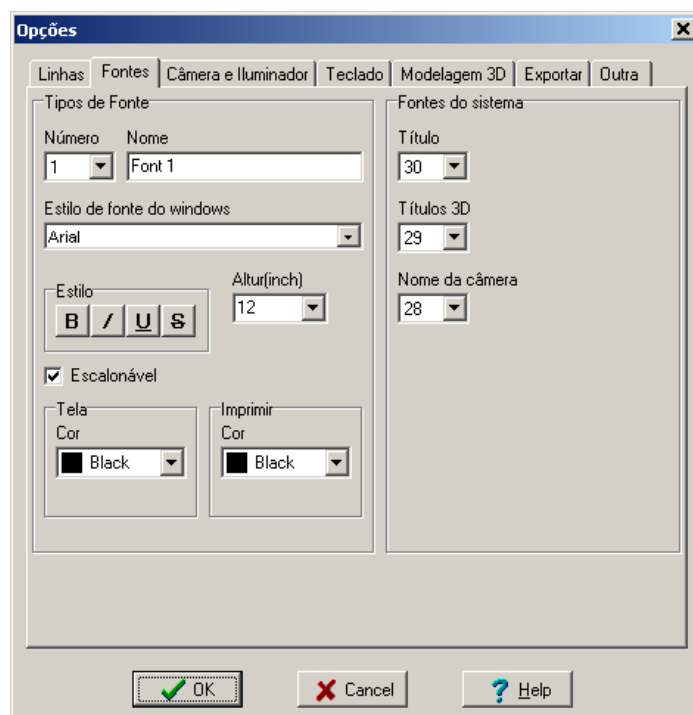 Opções
Linhas Fontes Câmera e Iluminador Teclado Modelagem 3D Exportar Outra
Tipos de Fonte
Número Nome
1 Font 1
Estilo de fonte do windows
Arial
Estilo
B I U S
Altur(inch)
12
Escalonável
Tela
Cor
Black
Imprimir
Cor
Black
Fontes do sistema
Título
30
Títulos 3D
29
Nome da câmera
28
OK Cancel ? Help